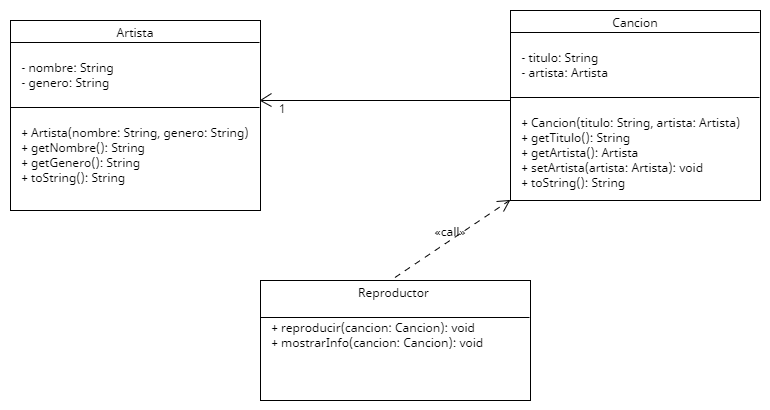 Artista
- nombre: String
- genero: String
+ Artista(nombre: String, genero: String)
+ getNombre(): String
+ getGenero(): String
+ toString(): String
1
Cancion
- titulo: String
- artista: Artista
+ Cancion(titulo: String, artista: Artista)
+ getTitulo(): String
+ getArtista(): Artista
+ setArtista(artista: Artista): void
+ toString(): String
«call»
Reproductor
+ reproducir(cancion: Cancion): void
+ mostrarInfo(cancion: Cancion): void